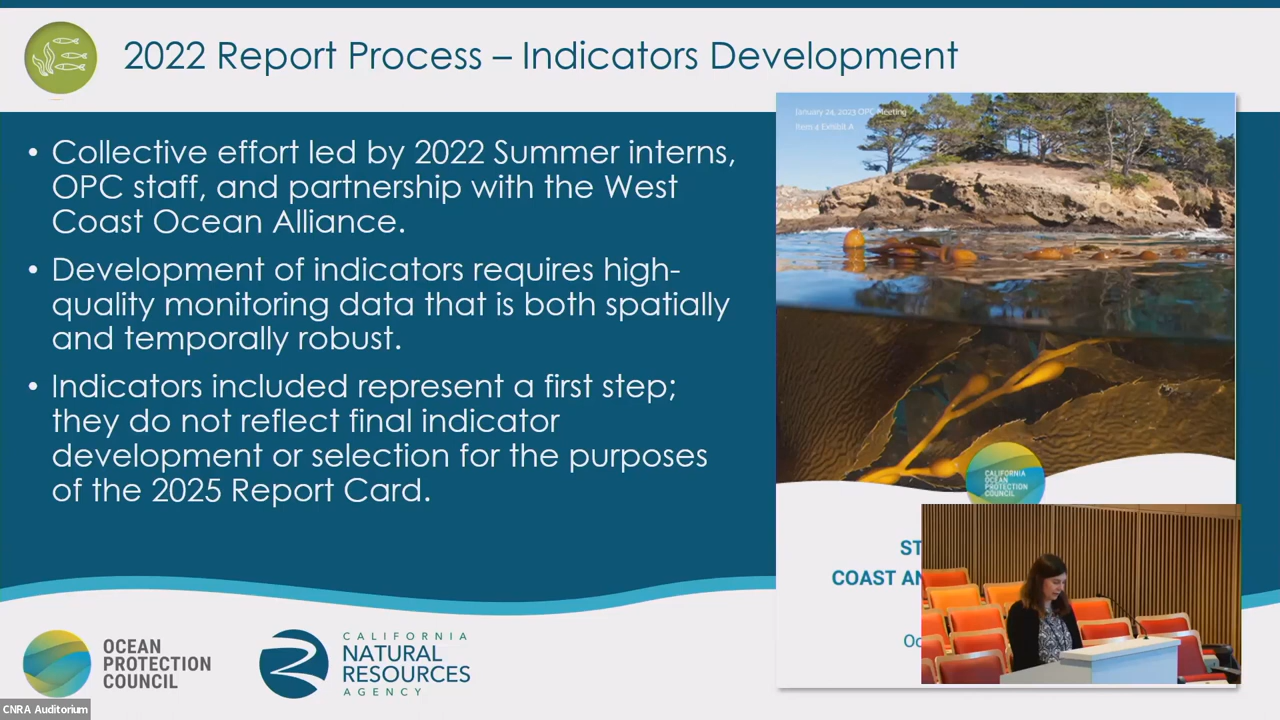 2022 Report Process – Indicators Development
• Collective effort led by 2022 Summer interns,
OPC staff, and partnership with the West
Coast Ocean Alliance.
• Development of indicators requires high-
quality monitoring data that is both spatially
and temporally robust.
• Indicators included represent a first step;
they do not reflect final indicator
development or selection for the purposes
of the 2025 Report Card.
January 24, 2023 OPC Meeting
Item 4 Exhibit A
CALIFORNIA
OCEAN
PROTECTION
COUNCIL
ST
COAST AN
Oc
OCEAN
PROTECTION
COUNCIL
CALIFORNIA
NATURAL
RESOURCES
AGENCY
CNRA Auditorium